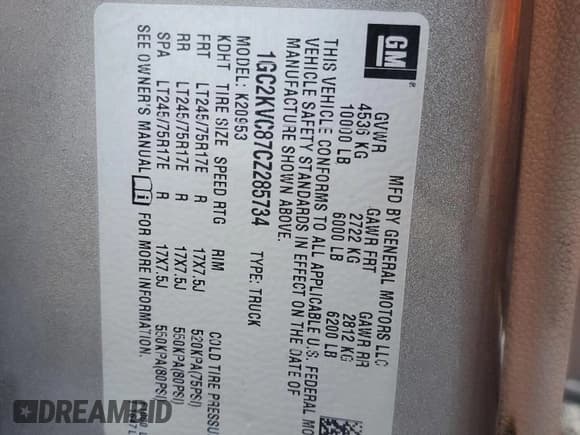 GM ®
MFD BY GENERAL MOTORS LLC
GVWR GAWR FRT GAWR RR
4536 KG 2722 KG 2812 KG
10000 LB 6000 LB 6200 LB
THIS VEHICLE CONFORMS TO ALL APPLICABLE U.S. FEDERAL
VEHICLE SAFETY STANDARDS IN EFFECT ON THE DATE OF
MANUFACTURE SHOWN ABOVE.
1GC2KVC87CZ285734 TYPE: TRUCK
MODEL: K20953
KDHT TIRE SIZE SPEED RTG RIM COLD TIRE
FRT LT245/75R17E R 17X7.5J 520KPA(75PSI)
RR LT245/75R17E R 17X7.5J 550KPA(80PSI)
SPA LT245/75R17E R 17X7.5J 550KPA(80PSI)
SEE OWNER'S MANUAL FOR MORE INFORMATION.
DREAMBID